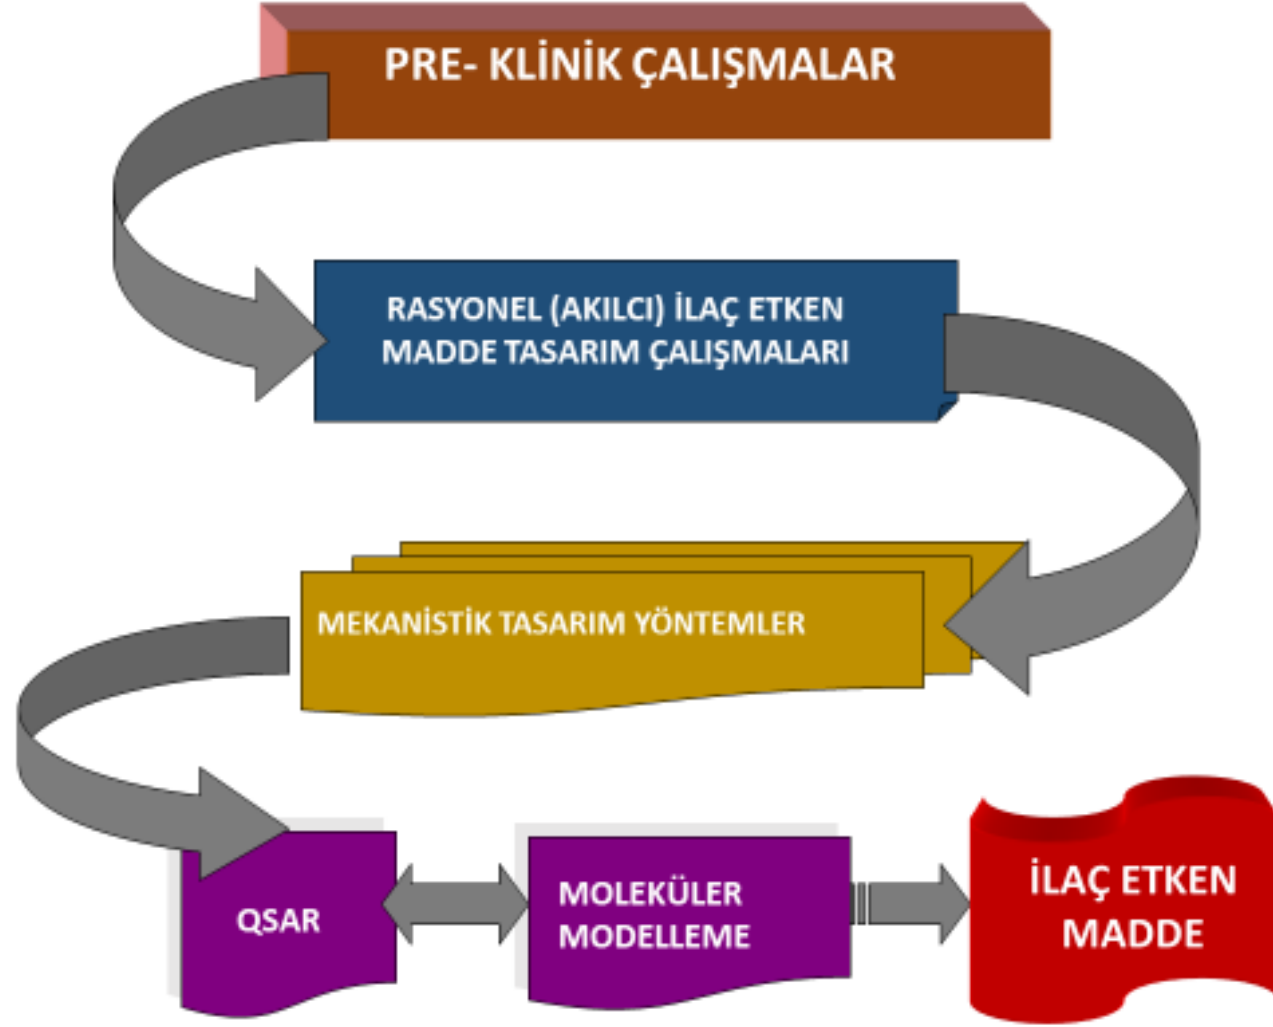 PRE- KLİNİK ÇALIŞMALAR
RASYONEL (AKILCI) İLAÇ ETKEN
MADDE TASARIM ÇALIŞMALARI
MEKANİSTİK TASARIM YÖNTEMLER
QSAR
MOLEKÜLER
MODELLEME
İLAÇ ETKEN
MADDE